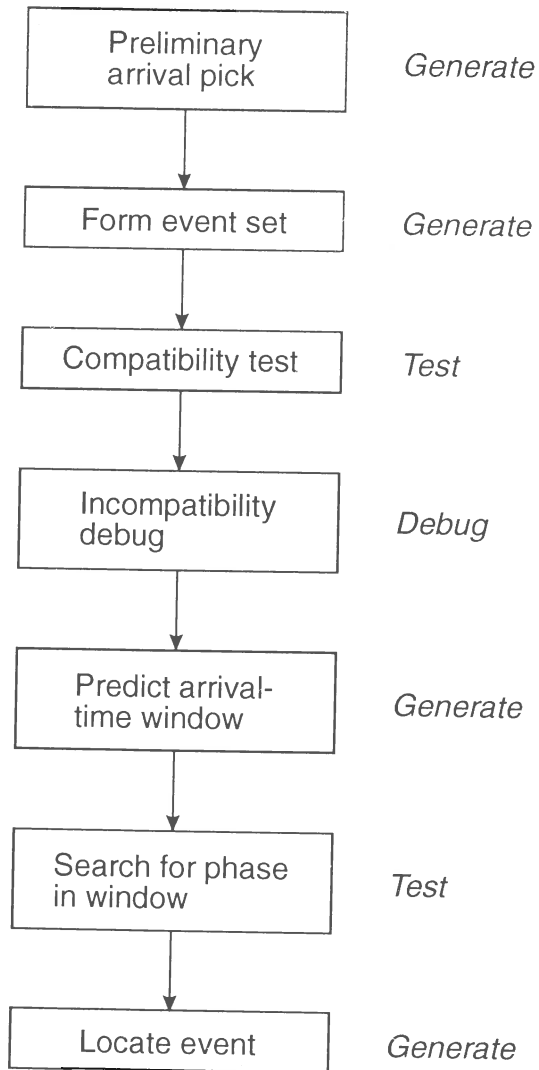 Preliminary
arrival pick
Generate
Form event set
Generate
Compatibility test
Test
Incompatibility
debug
Debug
Predict arrival-
time window
Generate
Search for phase
in window
Test
Locate event
Generate